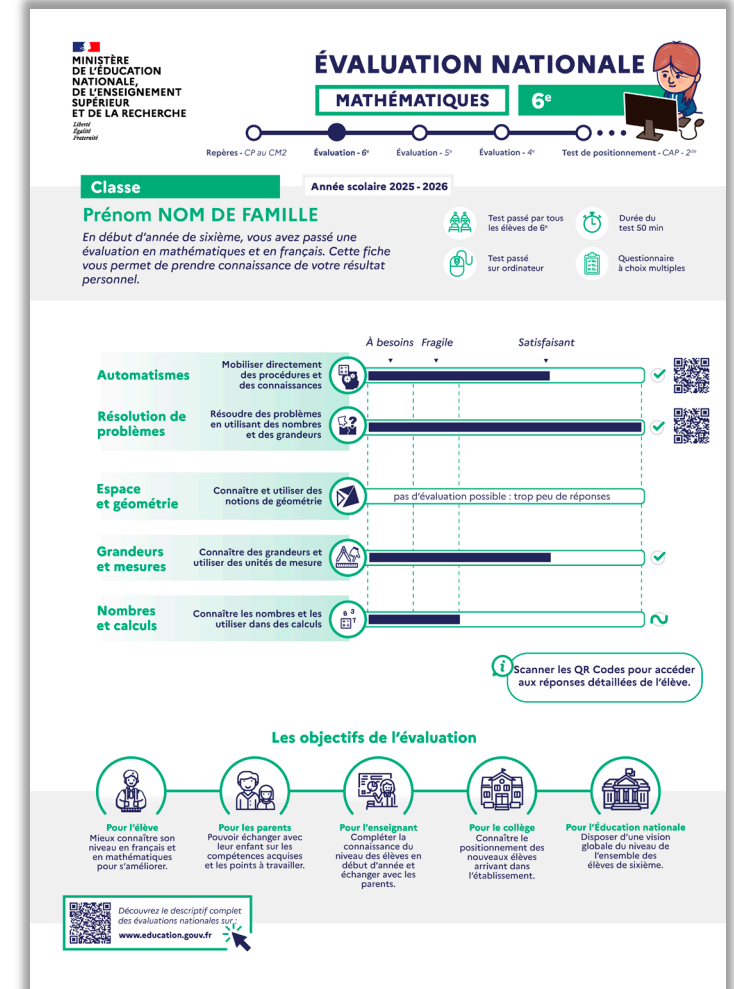 MINISTÈRE
DE L'ÉDUCATION
NATIONALE,
DE L'ENSEIGNEMENT
SUPÉRIEUR
ET DE LA RECHERCHE
Liberté
Égalité
Fraternité
ÉVALUATION NATIONALE
MATHÉMATIQUES
6e
Repères - CP au CM2
Évaluation - 6e
Évaluation - 5e
Évaluation - 4e
Test de positionnement - CAP - 2de
Classe
Année scolaire 2025 - 2026
Prénom NOM DE FAMILLE
En début d'année de sixième, vous avez passé une
évaluation en mathématiques et en français. Cette fiche
vous permet de prendre connaissance de votre résultat
personnel.
Test passé par tous
les élèves de 6e
Durée du
test 50 min
Test passé
sur ordinateur
Questionnaire
à choix multiples
À besoins
Fragile
Satisfaisant
Automatismes
Mobiliser directement
des procédures et
des connaissances
Résolution de
problèmes
Résoudre des problèmes
en utilisant des nombres
et des grandeurs
Espace
et géométrie
Connaître et utiliser des
notions de géométrie
pas d'évaluation possible : trop peu de réponses
Grandeurs
et mesures
Connaître des grandeurs et
utiliser des unités de mesure
Nombres
et calculs
Connaître les nombres et les
utiliser dans des calculs
Scanner les QR Codes pour accéder
aux réponses détaillées de l'élève.
Les objectifs de l'évaluation
Pour l'élève
Mieux connaître son
niveau en français et
en mathématiques
pour s'améliorer.
Pour les parents
Pouvoir échanger avec
leur enfant sur les
compétences acquises
et les points à travailler.
Pour l'enseignant
Compléter la
connaissance du
niveau des élèves en
début d'année et
échanger avec les
parents.
Pour le collège
Connaître le
positionnement des
nouveaux élèves
arrivant dans
l'établissement.
Pour l'Éducation nationale
Disposer d'une vision
globale du niveau de
l'ensemble des
élèves de sixième.
Découvrez le descriptif complet
des évaluations nationales sur :
www.education.gouv.fr